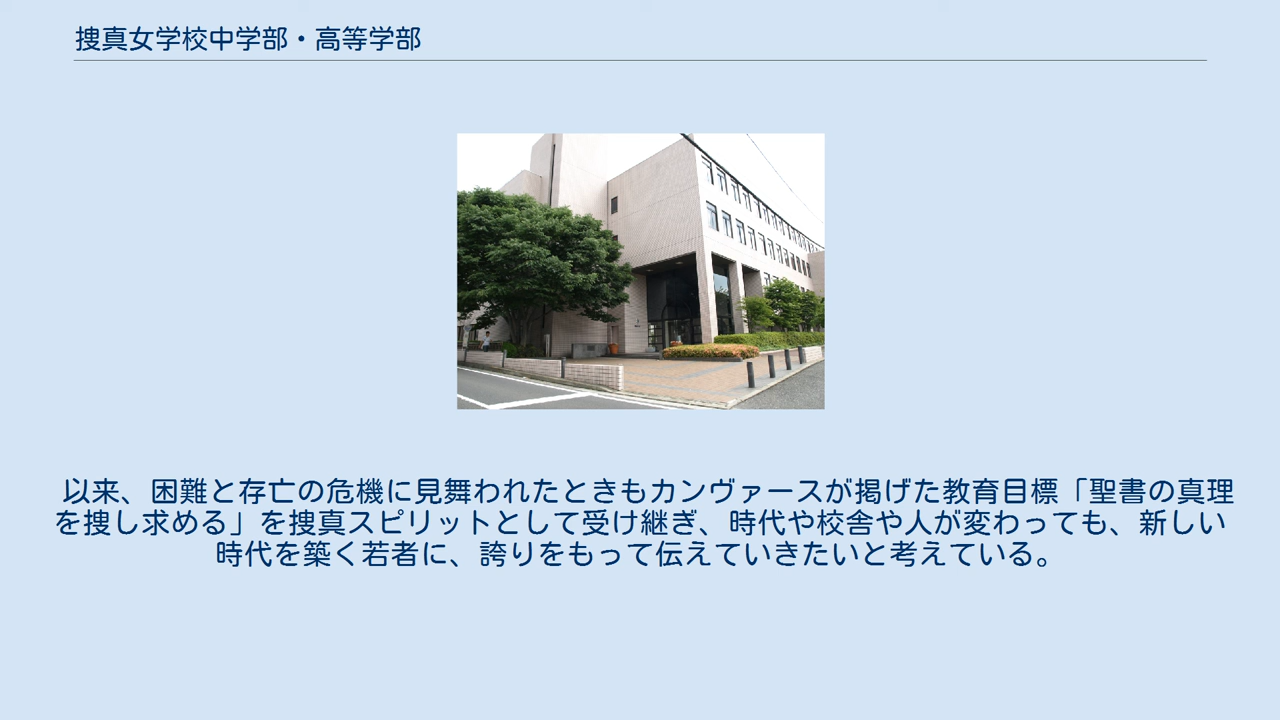 捜真女学校中学部・高等学部
以来、困難と存亡の危機に見舞われたときもカンヴァースが掲げた教育目標「聖書の真理
を捜し求める」を捜真スピリットとして受け継ぎ、時代や校舎や人が変わっても、新しい
時代を築く若者に、誇りをもって伝えていきたいと考えている。